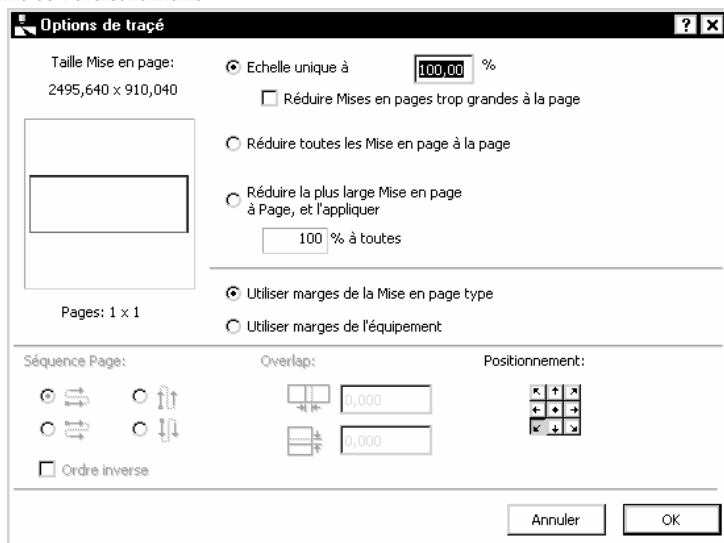 Options de traçé
Taille Mise en page:
2495,640 x 910,040
Pages: 1 x 1
Echelle unique à 100,00 %
Réduire Mises en pages trop grandes à la page
Réduire toutes les Mise en page à la page
Réduire la plus large Mise en page
à Page, et l'appliquer
100 % à toutes
Utiliser marges de la Mise en page type
Utiliser marges de l'équipement
Séquence Page:
Ordre inverse
Overlap:
0,000
0,000
Positionnement:
Annuler
OK